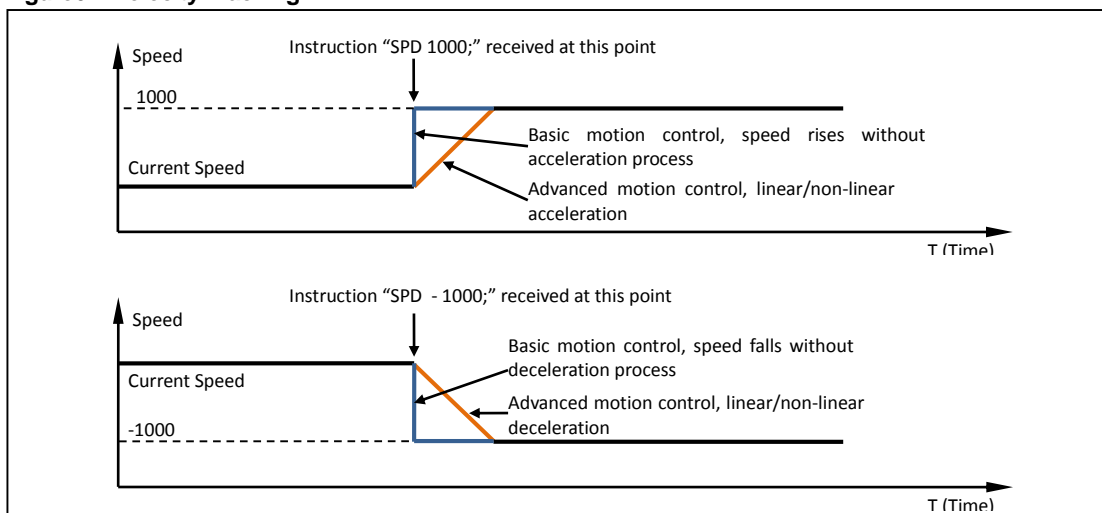 Instruction “SPD 1000;” received at this point
Speed
1000
Basic motion control, speed rises without
acceleration process
Current Speed
Advanced motion control, linear/non-linear
acceleration
T (Time)
Instruction “SPD - 1000;” received at this point
Speed
Basic motion control, speed falls without
deceleration process
Current Speed
Advanced motion control, linear/non-linear
deceleration
-1000
T (Time)